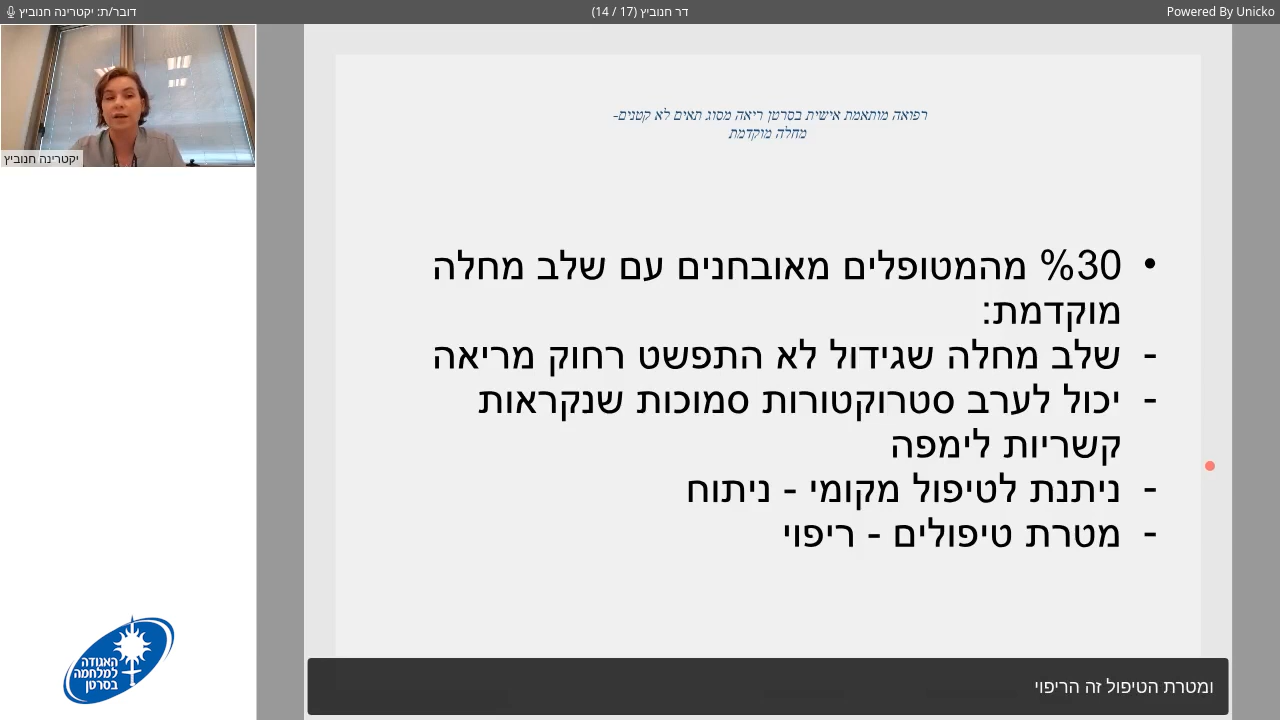 דובר/ת: יקטרינה חנוביץ
דר חנוביץ (17 / 14)
Powered By Unicko
יקטרינה חנוביץ
רפואה מותאמת אישית בסרטן ריאה מסוג תאים לא קטנים-
מחלה מוקדמת
• %30 מהמטופלים מאובחנים עם שלב מחלה
מוקדמת:
- שלב מחלה שגידול לא התפשט רחוק מריאה
- יכול לערב סטרוקטורות סמוכות שנקראות
קשריות לימפה
- ניתנת לטיפול מקומי - ניתוח
- מטרת טיפולים - ריפוי
האגודה
למלחמה
בסרטן
ומטרת הטיפול זה הריפוי